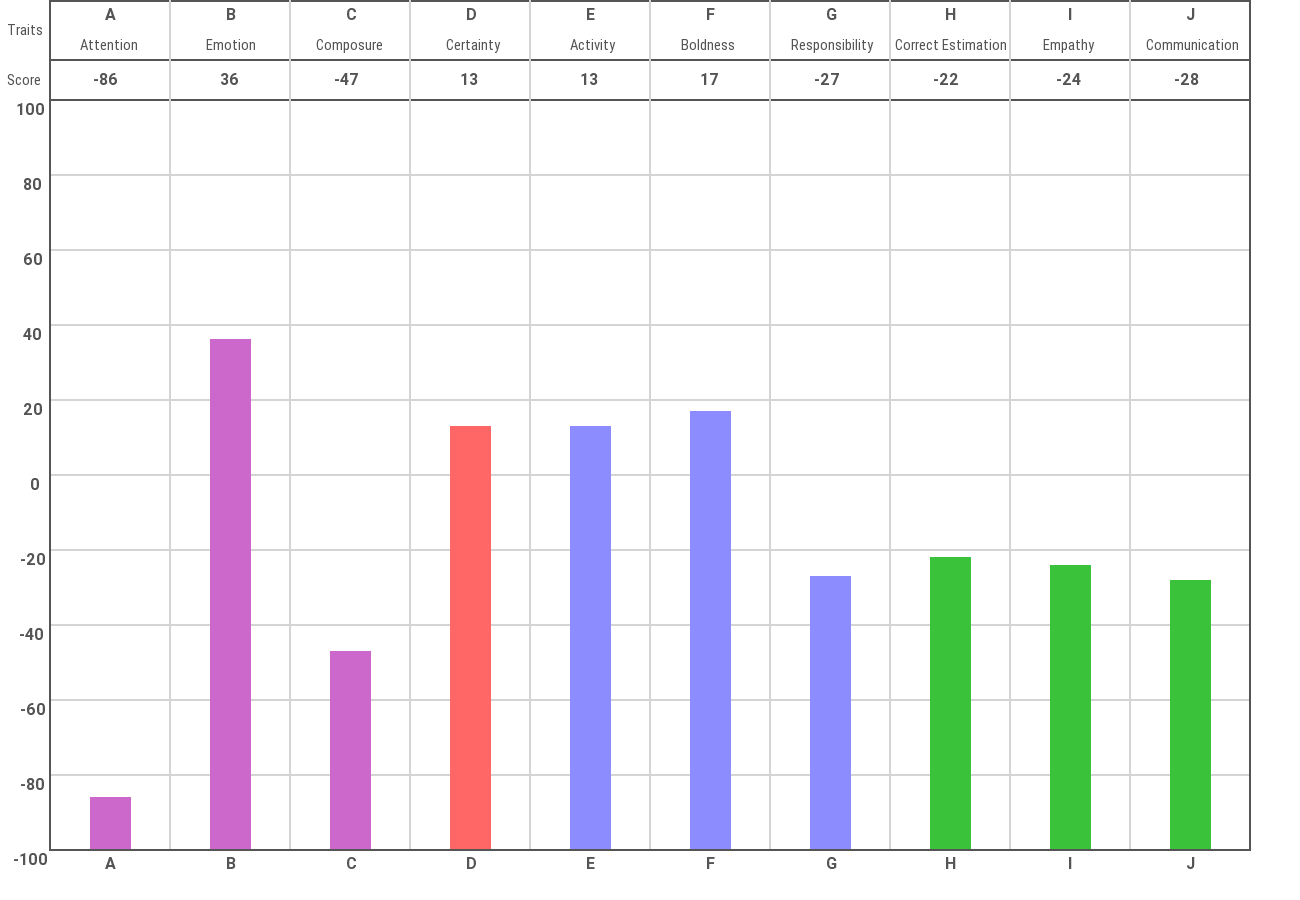 Traits A B C D E F G H I J
Attention Emotion Composure Certainty Activity Boldness Responsibility Correct Estimation Empathy Communication
Score -86 36 -47 13 13 17 -27 -22 -24 -28
100
80
60
40
20
0
-20
-40
-60
-80
-100
A B C D E F G H I J